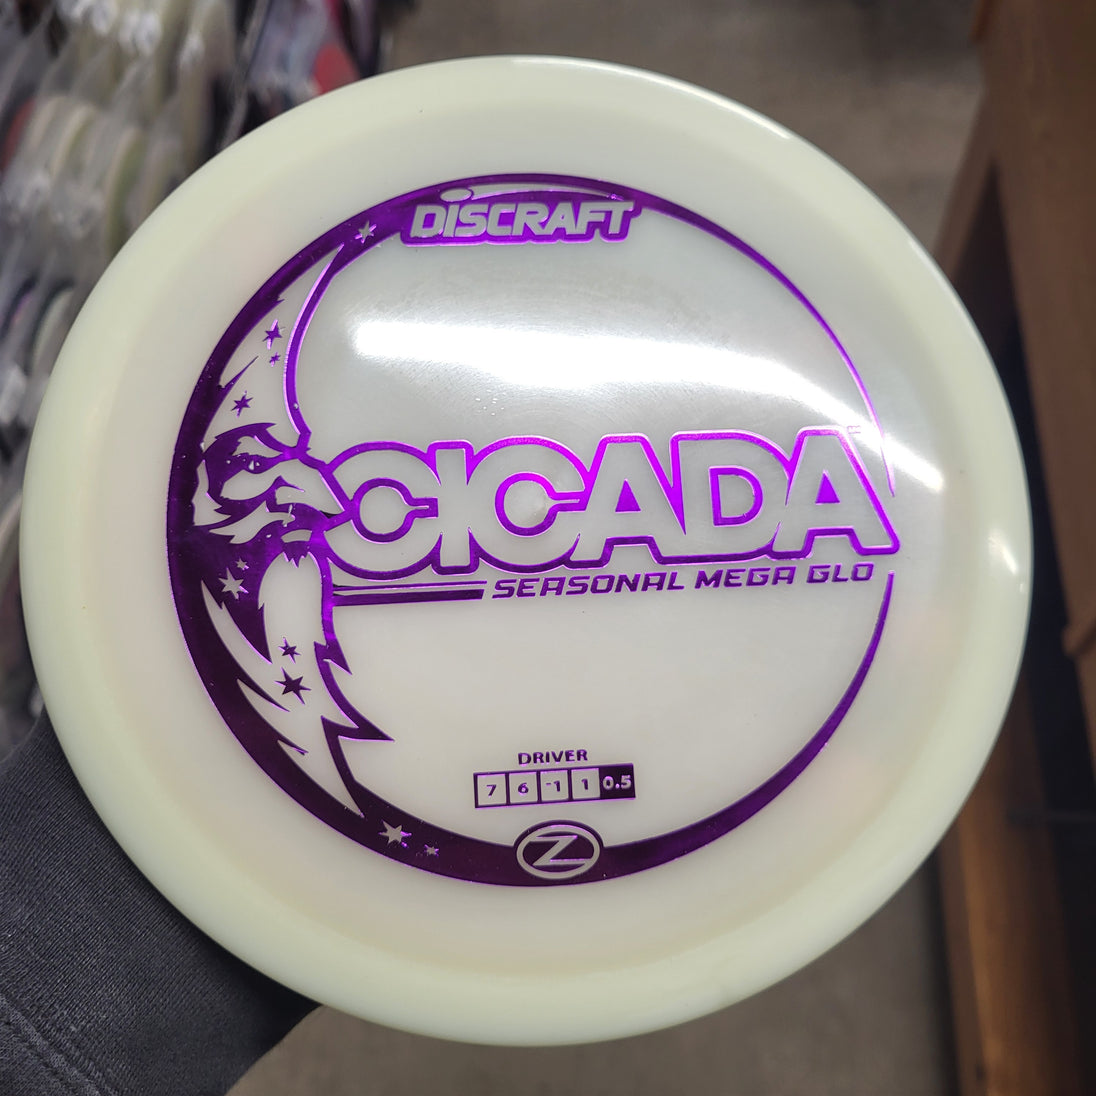 DISCRAFT
CICADA
SEASONAL MEGA GLO
DRIVER
7 6 -1 1 0.5
Z